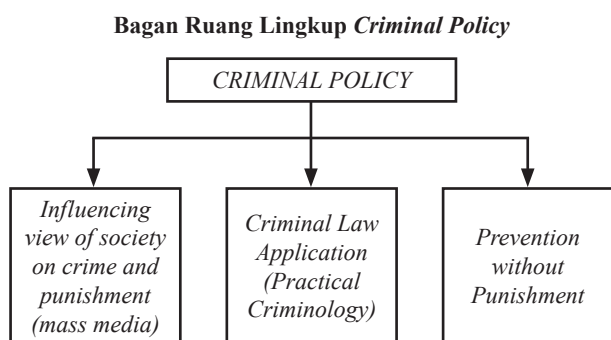 Bagan Ruang Lingkup Criminal Policy
CRIMINAL POLICY
Influencing
view of society
on crime and
punishment
(mass media)
Criminal Law
Application
(Practical
Criminology)
Prevention
without
Punishment